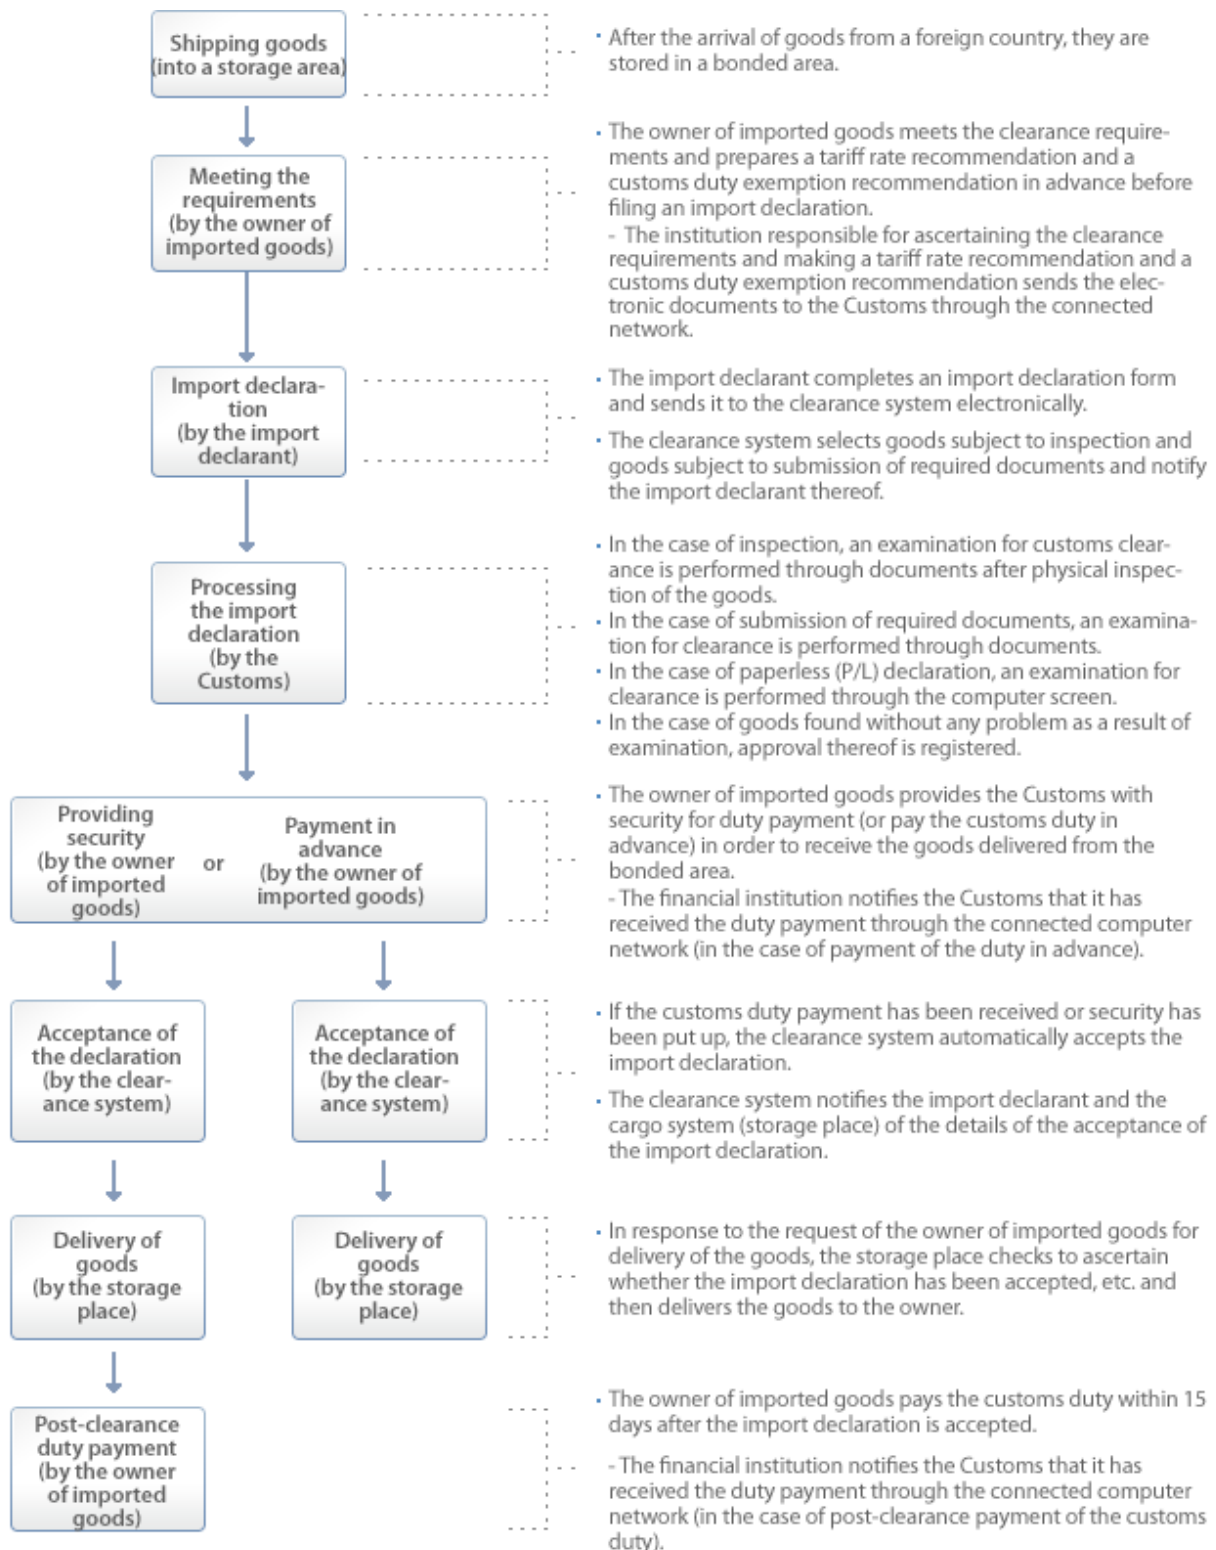 Shipping goods
(into a storage area)
• After the arrival of goods from a foreign country, they are
stored in a bonded area.
Meeting the
requirements
(by the owner of
imported goods)
• The owner of imported goods meets the clearance require-
ments and prepares a tariff rate recommendation and a
customs duty exemption recommendation in advance before
filing an import declaration.
- The institution responsible for ascertaining the clearance
requirements and making a tariff rate recommendation and a
customs duty exemption recommendation sends the elec-
tronic documents to the Customs through the connected
network.
Import declara-
tion
(by the import
declarant)
• The import declarant completes an import declaration form
and sends it to the clearance system electronically.
• The clearance system selects goods subject to inspection and
goods subject to submission of required documents and notify
the import declarant thereof.
Processing
the import
declaration
(by the
Customs)
• In the case of inspection, an examination for customs clear-
ance is performed through documents after physical inspec-
tion of the goods.
• In the case of submission of required documents, an examina-
tion for clearance is performed through documents.
• In the case of paperless (P/L) declaration, an examination for
clearance is performed through the computer screen.
• In the case of goods found without any problem as a result of
examination, approval thereof is registered.
Providing
security
(by the owner
of imported
goods)
or
Payment in
advance
(by the owner of
imported goods)
• The owner of imported goods provides the Customs with
security for duty payment (or pay the customs duty in
advance) in order to receive the goods delivered from the
bonded area.
- The financial institution notifies the Customs that it has
received the duty payment through the connected computer
network (in the case of payment of the duty in advance).
Acceptance of
the declaration
(by the clear-
ance system)
Acceptance of
the declaration
(by the clear-
ance system)
• If the customs duty payment has been received or security has
been put up, the clearance system automatically accepts the
import declaration.
• The clearance system notifies the import declarant and the
cargo system (storage place) of the details of the acceptance of
the import declaration.
Delivery of
goods
(by the storage
place)
Delivery of
goods
(by the storage
place)
• In response to the request of the owner of imported goods for
delivery of the goods, the storage place checks to ascertain
whether the import declaration has been accepted, etc. and
then delivers the goods to the owner.
Post-clearance
duty payment
(by the owner
of imported
goods)
• The owner of imported goods pays the customs duty within 15
days after the import declaration is accepted.
- The financial institution notifies the Customs that it has
received the duty payment through the connected computer
network (in the case of post-clearance payment of the customs
duty).